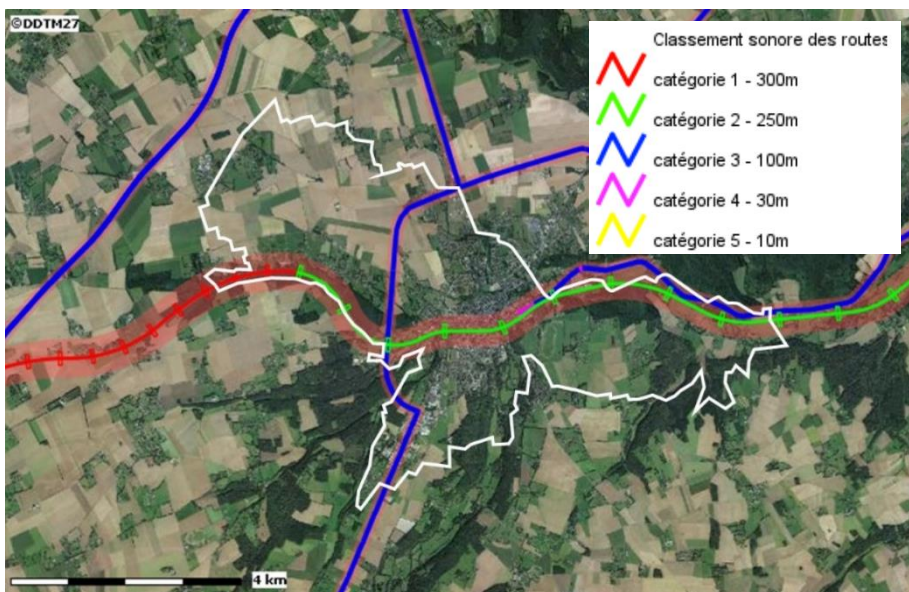 ©DDTM27
Classement sonore des routes
catégorie 1 - 300m
catégorie 2 - 250m
catégorie 3 - 100m
catégorie 4 - 30m
catégorie 5 - 10m
4 km